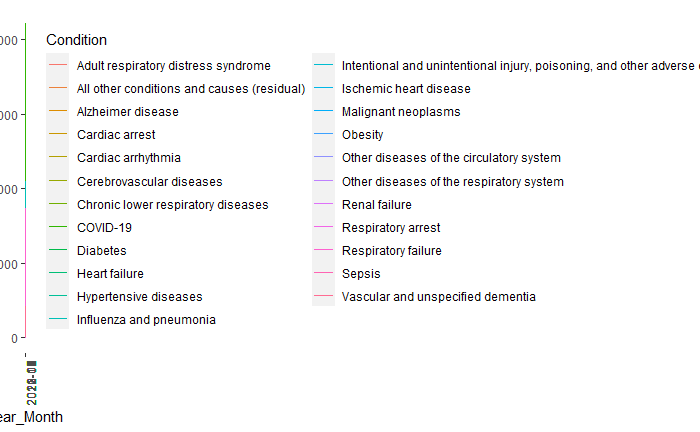 Condition
Adult respiratory distress syndrome
All other conditions and causes (residual)
Alzheimer disease
Cardiac arrest
Cardiac arrhythmia
Cerebrovascular diseases
Chronic lower respiratory diseases
COVID-19
Diabetes
Heart failure
Hypertensive diseases
Influenza and pneumonia
Intentional and unintentional injury, poisoning, and other adverse
Ischemic heart disease
Malignant neoplasms
Obesity
Other diseases of the circulatory system
Other diseases of the respiratory system
Renal failure
Respiratory arrest
Respiratory failure
Sepsis
Vascular and unspecified dementia
000
000
000
000
0
ear_Month